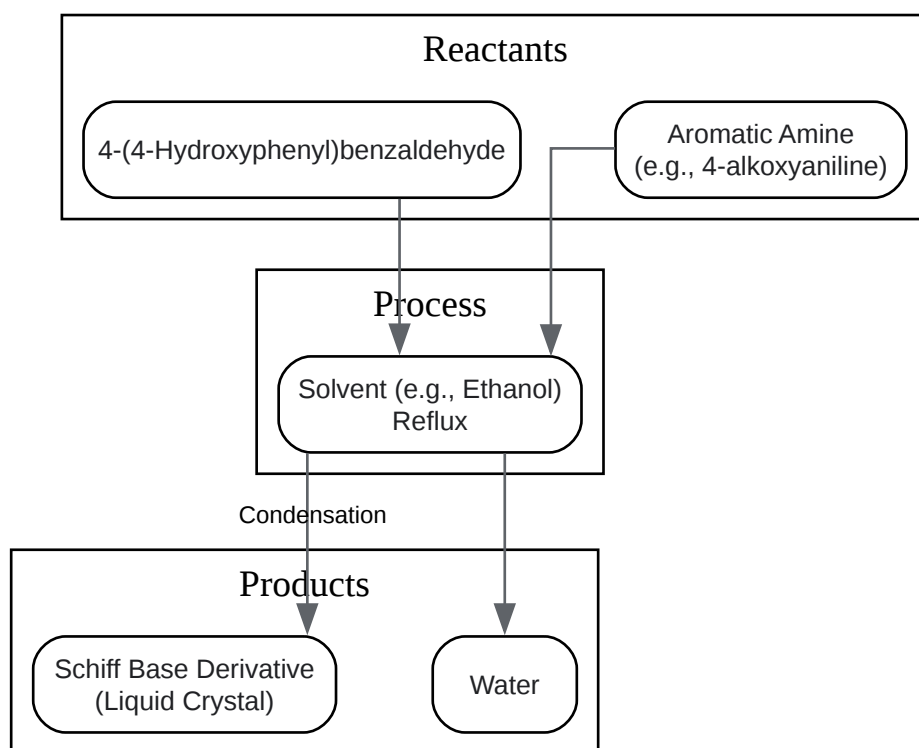 Reactants
4-(4-Hydroxyphenyl)benzaldehyde
Aromatic Amine
(e.g., 4-alkoxyaniline)
Process
Solvent (e.g., Ethanol)
Reflux
Condensation
Products
Schiff Base Derivative
(Liquid Crystal)
Water